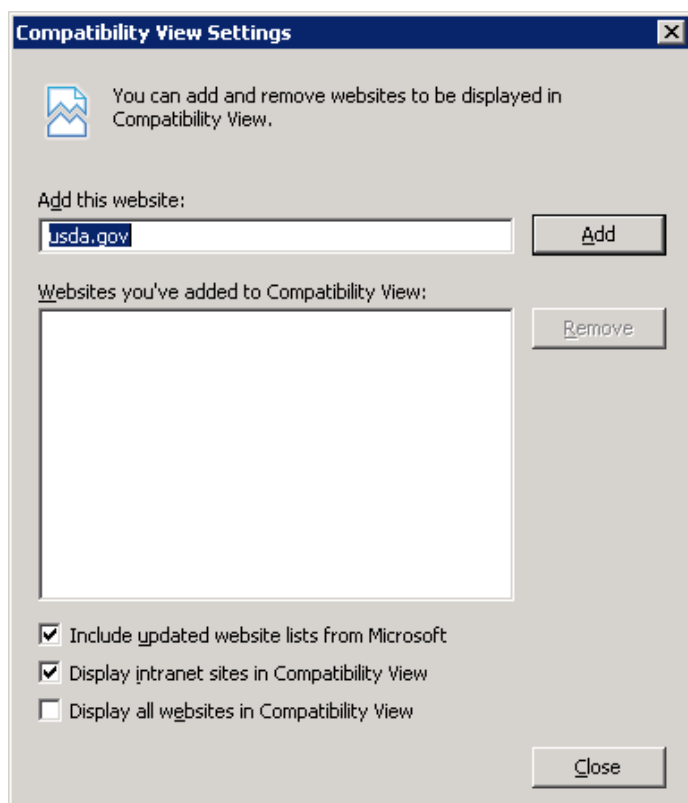 Compatibility View Settings
You can add and remove websites to be displayed in
Compatibility View.
Add this website:
usda.gov
Add
Websites you've added to Compatibility View:
Remove
Include updated website lists from Microsoft
Display intranet sites in Compatibility View
Display all websites in Compatibility View
Close